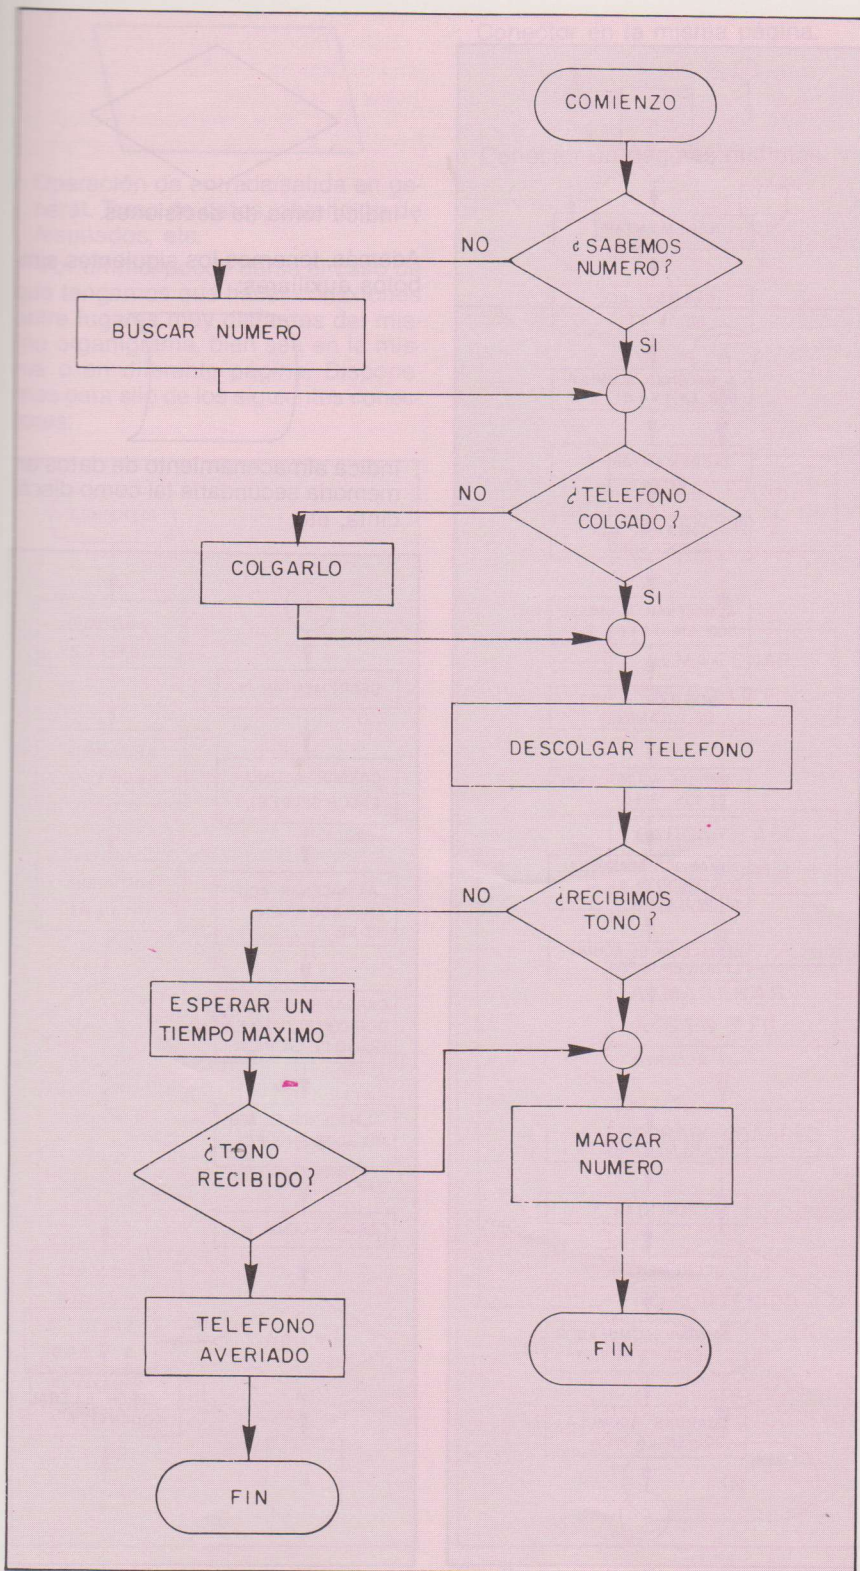 COMIENZO
¿SABEMOS
NUMERO?
NO
SI
BUSCAR NUMERO
¿TELEFONO
COLGADO?
NO
SI
COLGARLO
DESCOLGAR TELEFONO
¿RECIBIMOS
TONO?
NO
ESPERAR UN
TIEMPO MAXIMO
¿TONO
RECIBIDO?
MARCAR
NUMERO
TELEFONO
AVERIADO
FIN
FIN